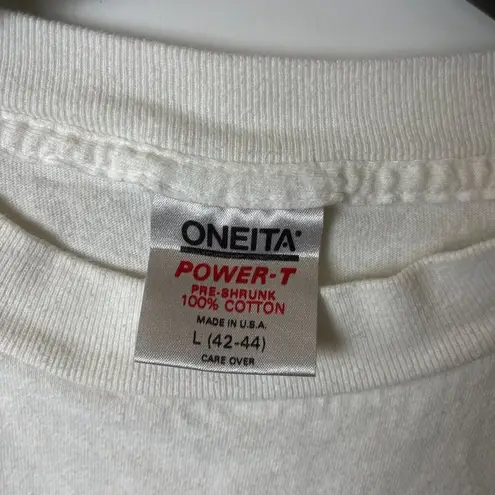 ONEITA®
POWER-T
PRE-SHRUNK
100% COTTON
MADE IN U.S.A.
L (42-44)
CARE OVER